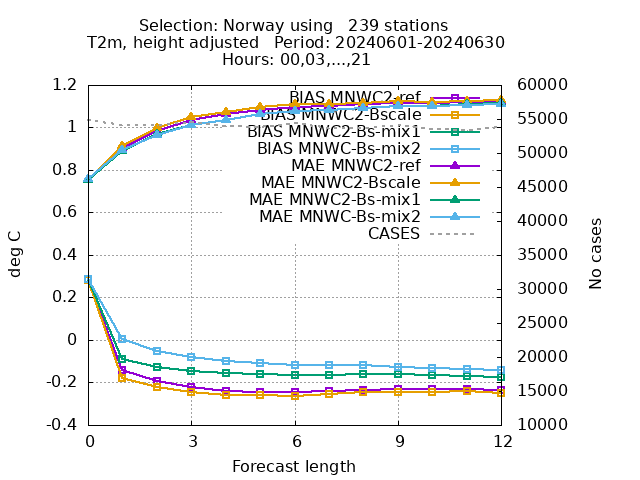 Selection: Norway using   239 stations
T2m, height adjusted   Period: 20240601-20240630
Hours: 00,03,...,21
BIAS MNWC2-ref
BIAS MNWC2-Bscale
BIAS MNWC2-Bs-mix1
BIAS MNWC-Bs-mix2
MAE MNWC2-ref
MAE MNWC2-Bscale
MAE MNWC2-Bs-mix1
MAE MNWC-Bs-mix2
CASES
deg C
1.2
1
0.8
0.6
0.4
0.2
0
-0.2
-0.4
60000
55000
50000
45000
40000
35000
30000
25000
20000
15000
10000
No cases
0 3 6 9 12
Forecast length